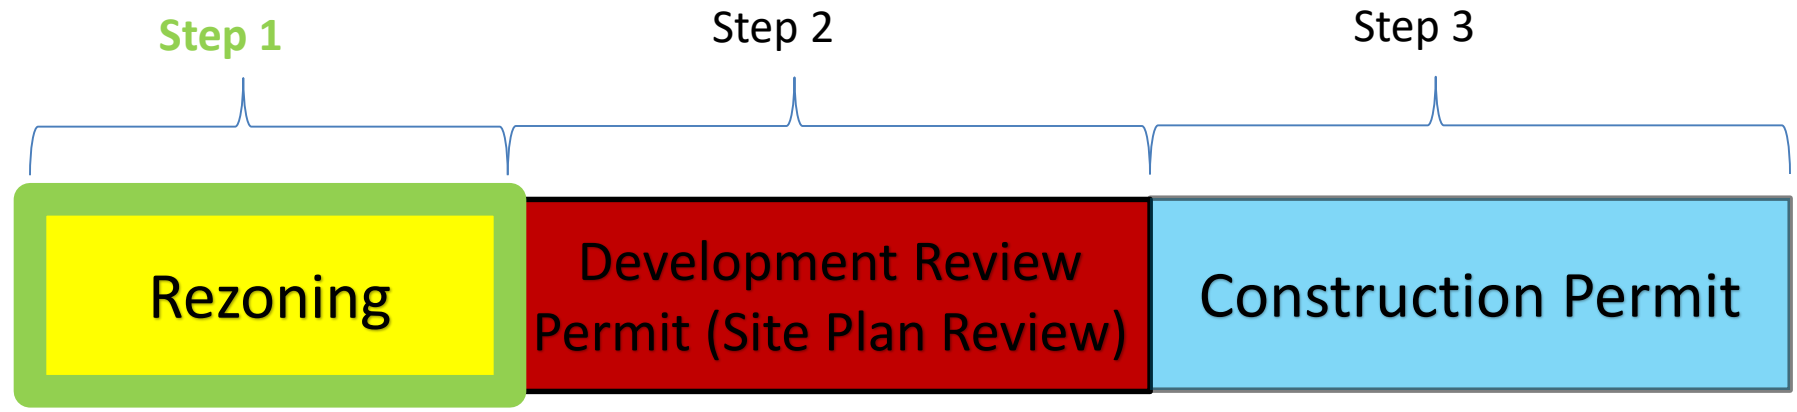 Step 1
Step 2
Step 3
Rezoning
Development Review
Permit (Site Plan Review)
Construction Permit